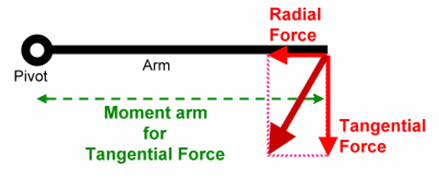 Radial
Force
Pivot
Arm
Moment arm
for
Tangential Force
Tangential
Force